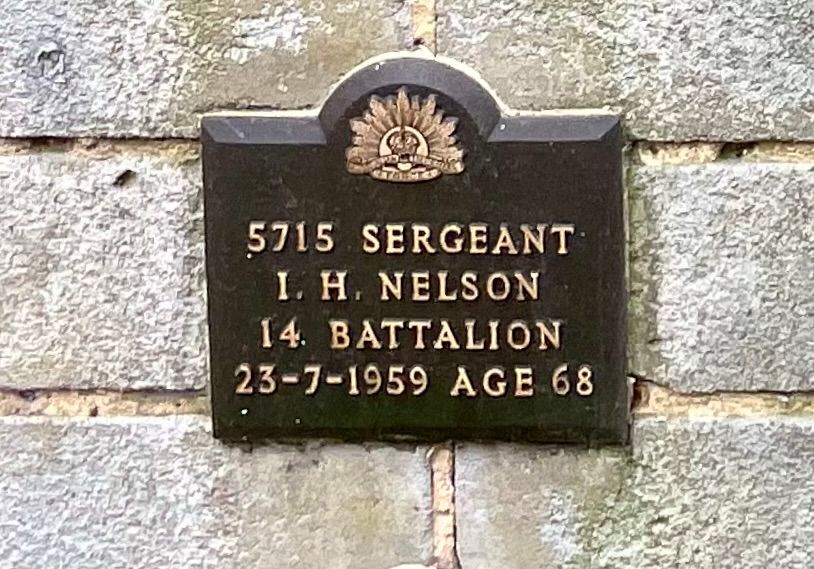 5715 SERGEANT
I. H. NELSON
14 BATTALION
23-7-1959 AGE 68